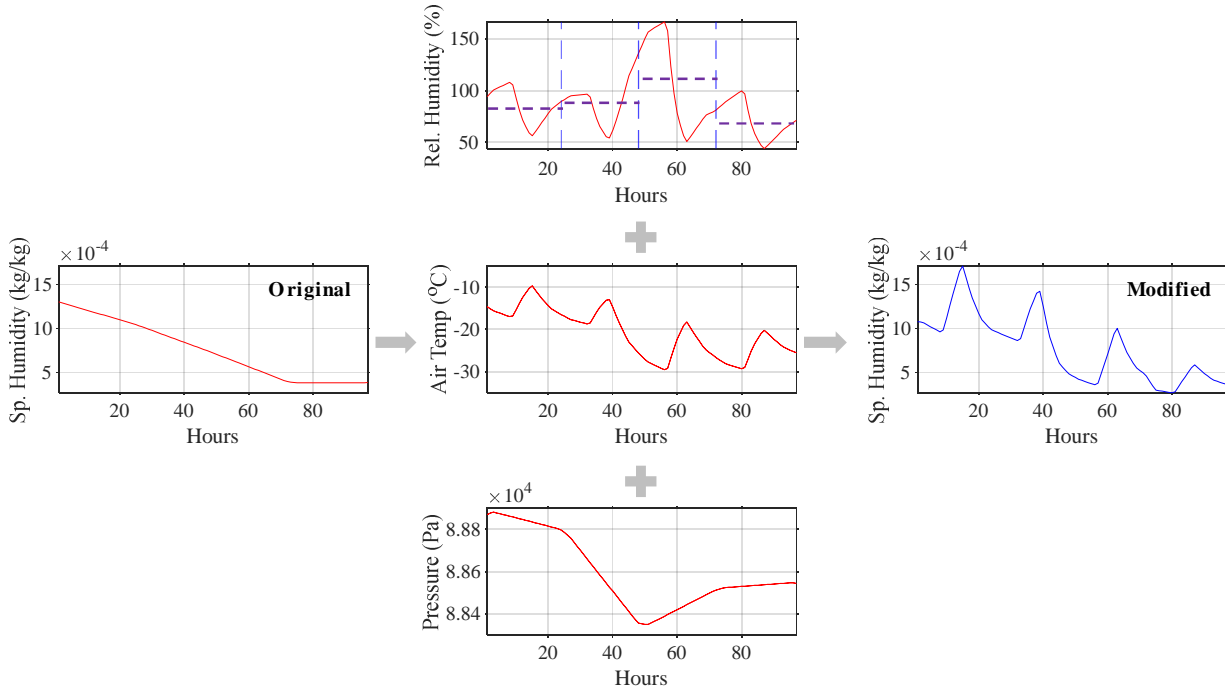 Rel. Humidity (%)
150
100
50
20 40 60 80
Hours
Sp. Humidity (kg/kg)
×10⁻⁴
15
10
5
Original
20 40 60 80
Hours
Air Temp (ᴼC)
-10
-20
-30
20 40 60 80
Hours
Sp. Humidity (kg/kg)
×10⁻⁴
15
10
5
Modified
20 40 60 80
Hours
Pressure (Pa)
×10⁴
8.88
8.86
8.84
20 40 60 80
Hours